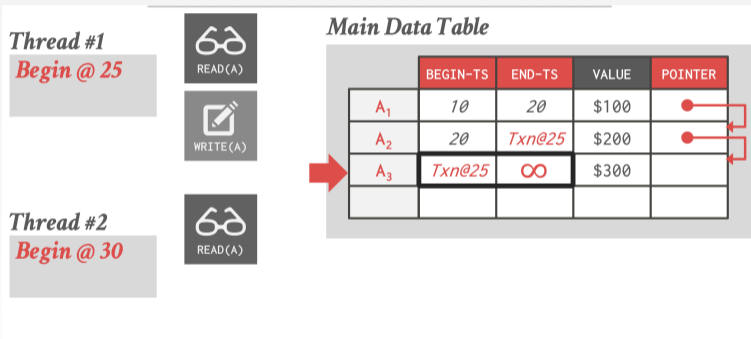 Thread #1
Begin @ 25
READ(A)
WRITE(A)
Thread #2
Begin @ 30
READ(A)
Main Data Table
BEGIN-TS END-TS VALUE POINTER
A1 10 20 $100
A2 20 Txn@25 $200
A3 Txn@25 ∞ $300